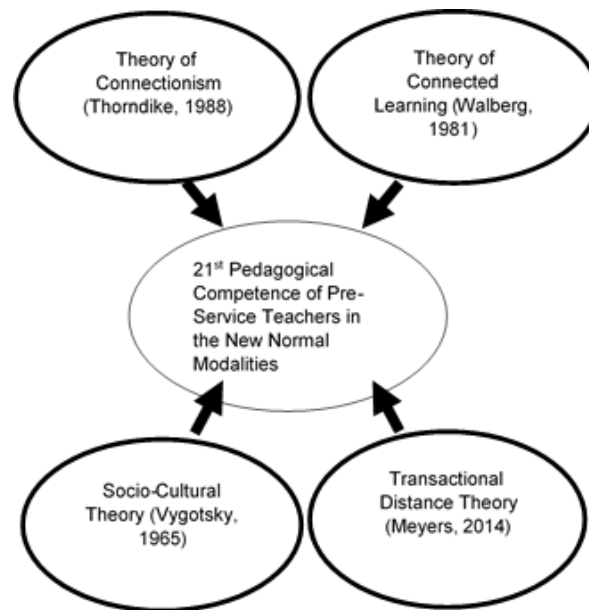 Theory of
Connectionism
(Thorndike, 1988)
Theory of
Connected
Learning (Walberg,
1981)
21st Pedagogical
Competence of Pre-
Service Teachers in
the New Normal
Modalities
Socio-Cultural
Theory (Vygotsky,
1965)
Transactional
Distance Theory
(Meyers, 2014)